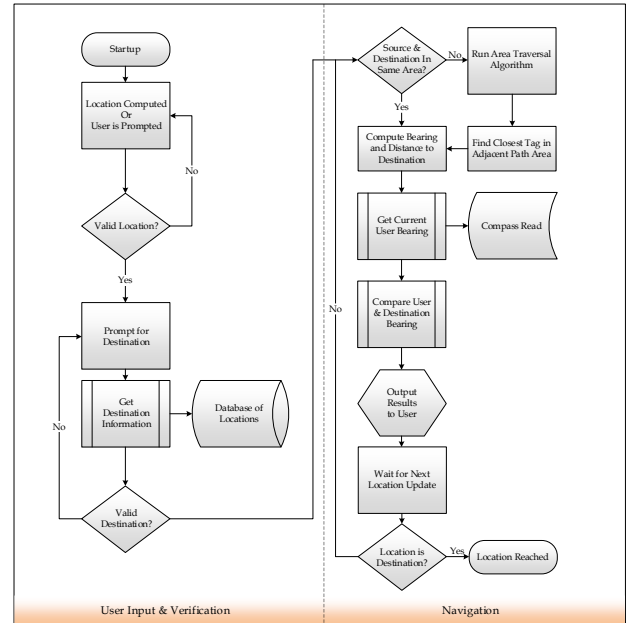 Startup
Location Computed
Or
User is Prompted
No
Valid Location?
Yes
Prompt for
Destination
Get
Destination
Information
Database of
Locations
No
Valid
Destination?
User Input & Verification
Source &
Destination In
Same Area?
No
Run Area Traversal
Algorithm
Yes
Compute Bearing
and Distance to
Destination
Find Closest Tag in
Adjacent Path Area
Get Current
User Bearing
Compass Read
No
Compare User
& Destination
Bearing
Output
Results
to User
Wait for Next
Location Update
Location is
Destination?
Yes
Location Reached
Navigation